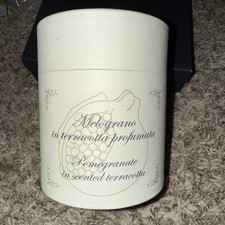 Melograno
in terracotta profumata
Pomegranate
in scented terracotta